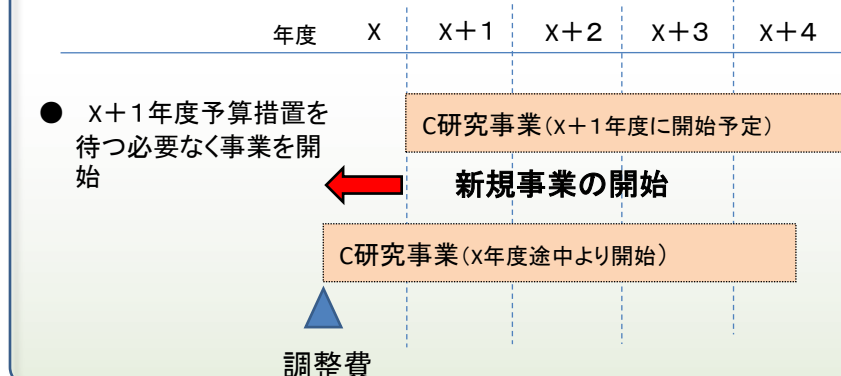 年度 X X＋1 X＋2 X＋3 X＋4
● X＋1年度予算措置を
待つ必要なく事業を開
始
C研究事業（X＋1年度に開始予定）
新規事業の開始
C研究事業（X年度途中より開始）
調整費